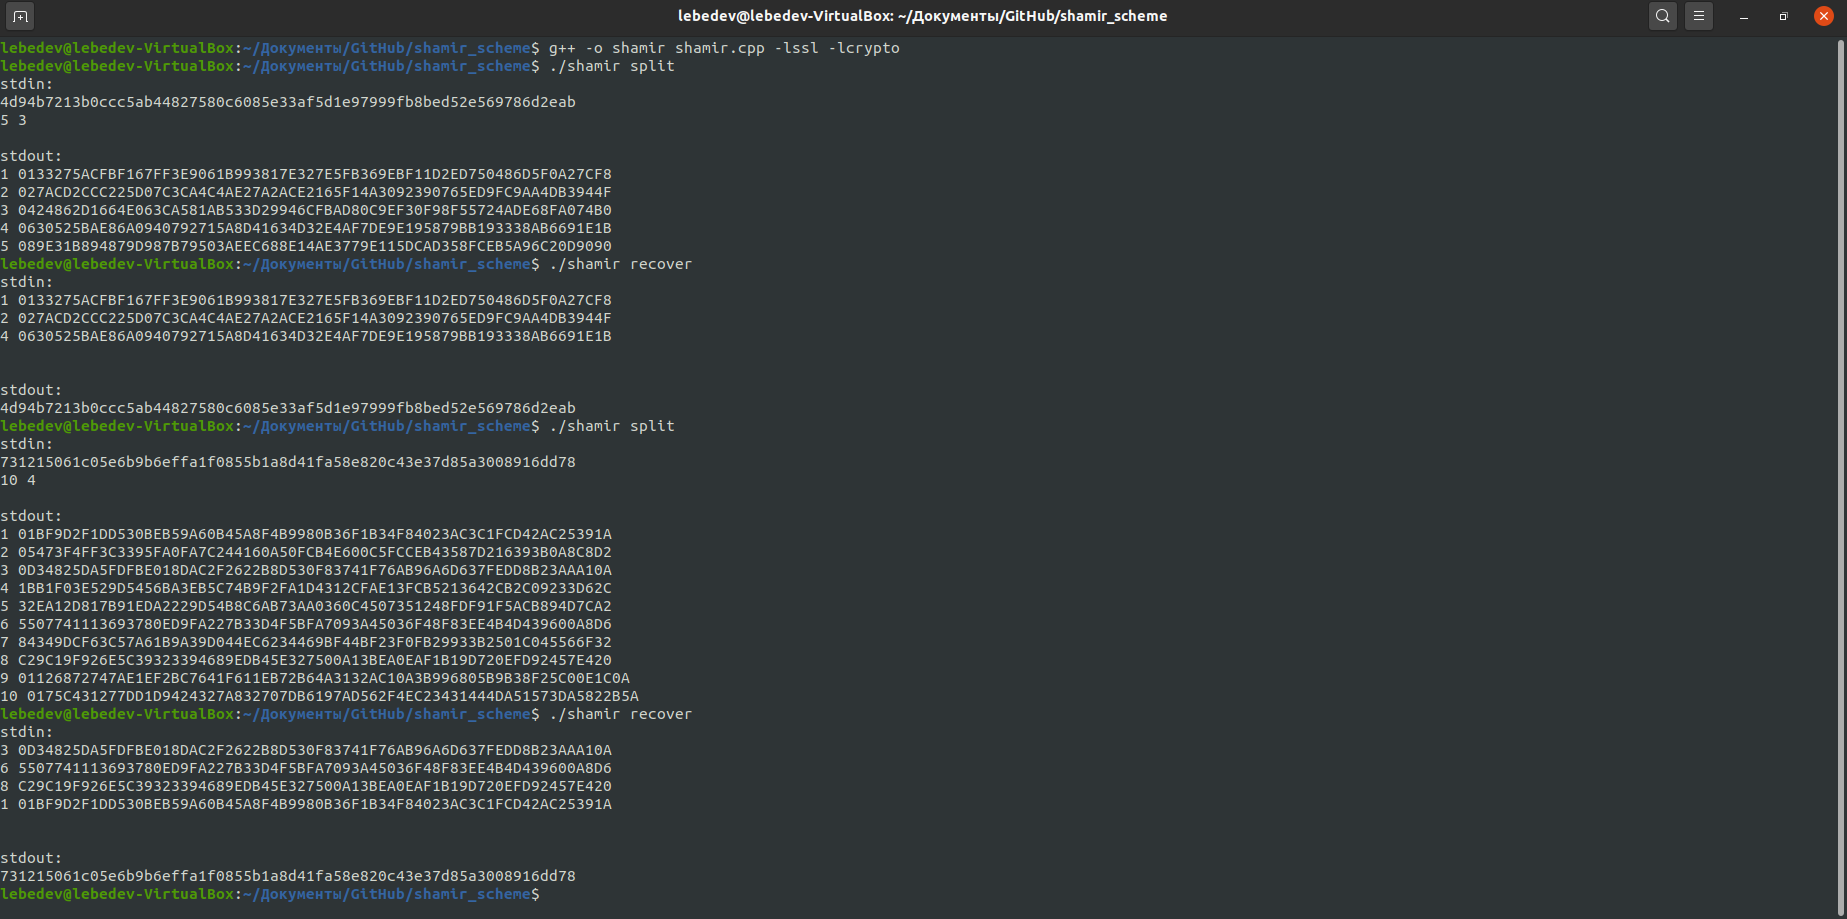 lebedev@lebedev-VirtualBox: ~/Документы/GitHub/shamir_scheme
lebedev@lebedev-VirtualBox:~/Документы/GitHub/shamir_scheme$ g++ -o shamir shamir.cpp -lssl -lcrypto
lebedev@lebedev-VirtualBox:~/Документы/GitHub/shamir_scheme$ ./shamir split
stdin:
4d94b7213b0ccc5ab44827580c6085e33af5d1e97999fb8bed52e569786d2eab
5 3
stdout:
1 0133275ACFBF167FF3E9061B993817E327E5FB369EBF11D2ED750486D5F0A27CF8
2 027ACD2CCC225D07C3CA4C4AE27A2ACE2165F14A3092390765ED9FC9AA4DB3944F
3 0424862D1664E063CA581AB533D29946CFBAD80C9EF30F98F55724ADE68FA074B0
4 0630525BAE86A0940792715A8D41634D32E4AF7DE9E195879BB193338AB6691E1B
5 089E31B894879D987B79503AEEC688E14AE3779E115DCAD358FCEB5A96C20D9090
lebedev@lebedev-VirtualBox:~/Документы/GitHub/shamir_scheme$ ./shamir recover
stdin:
1 0133275ACFBF167FF3E9061B993817E327E5FB369EBF11D2ED750486D5F0A27CF8
2 027ACD2CCC225D07C3CA4C4AE27A2ACE2165F14A3092390765ED9FC9AA4DB3944F
4 0630525BAE86A0940792715A8D41634D32E4AF7DE9E195879BB193338AB6691E1B
stdout:
4d94b7213b0ccc5ab44827580c6085e33af5d1e97999fb8bed52e569786d2eab
lebedev@lebedev-VirtualBox:~/Документы/GitHub/shamir_scheme$ ./shamir split
stdin:
731215061c05e6b9b6effa1f0855b1a8d41fa58e820c43e37d85a3008916dd78
10 4
stdout:
1 01BF9D2F1DD530BEB59A60B45A8F4B9980B36F1B34F84023AC3C1FCD42AC25391A
2 05473F4FF3C3395FA0FA7C244160A50FCB4E600C5FCCEB43587D216393B0A8C8D2
3 0D34825DA5FDFBE018DAC2F2622B8D530F83741F76AB96A6D637FEDD8B23AAA10A
4 1BB1F03E529D5456BA3EB5C74B9F2FA1D4312CFAE13FCB5213642CB2C09233D62C
5 32EA12D817B91EDA2229D54B8C6AB73AA0360C4507351248FDF91F5ACB894D7CA2
6 5507741113693780ED9FA227B33D4F5BFA7093A45036F48F83EE4B4D439600A8D6
7 84349DCF63C57A61B9A39D044EC6234469BF44BF23F0FB29933B2501C045566F32
8 C29C19F926E5C39323394689EDB45E327500A13BEA0EAF1B19D720EFD92457E420
9 01126872747AE1EF2BC7641F611EB72B64A3132AC10A3B996805B9B38F25C00E1C0A
10 0175C431277DD1D9424327A832707DB6197AD562F4EC23431444DA51573DA5822B5A
lebedev@lebedev-VirtualBox:~/Документы/GitHub/shamir_scheme$ ./shamir recover
stdin:
3 0D34825DA5FDFBE018DAC2F2622B8D530F83741F76AB96A6D637FEDD8B23AAA10A
6 5507741113693780ED9FA227B33D4F5BFA7093A45036F48F83EE4B4D439600A8D6
8 C29C19F926E5C39323394689EDB45E327500A13BEA0EAF1B19D720EFD92457E420
1 01BF9D2F1DD530BEB59A60B45A8F4B9980B36F1B34F84023AC3C1FCD42AC25391A
stdout:
731215061c05e6b9b6effa1f0855b1a8d41fa58e820c43e37d85a3008916dd78
lebedev@lebedev-VirtualBox:~/Документы/GitHub/shamir_scheme$